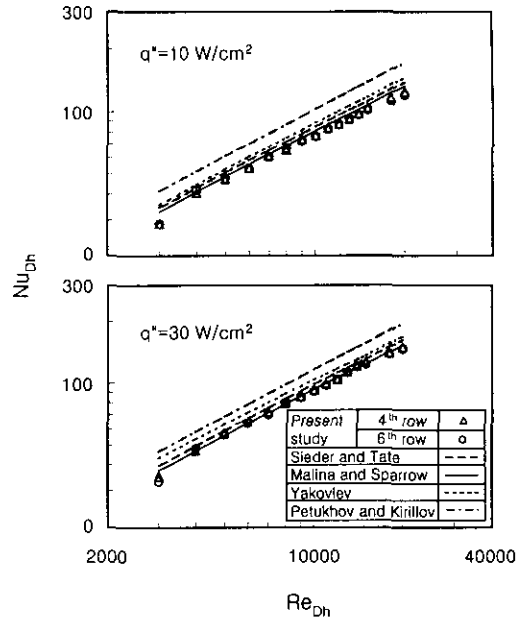 300
q"=10 W/cm²
100
0
Nu_Dh
300
q"=30 W/cm²
100
Present 4th row
study 6th row
Sieder and Tate
Malina and Sparrow
Yakovlev
Petukhov and Kirillov
0
2000 10000 40000
Re_Dh